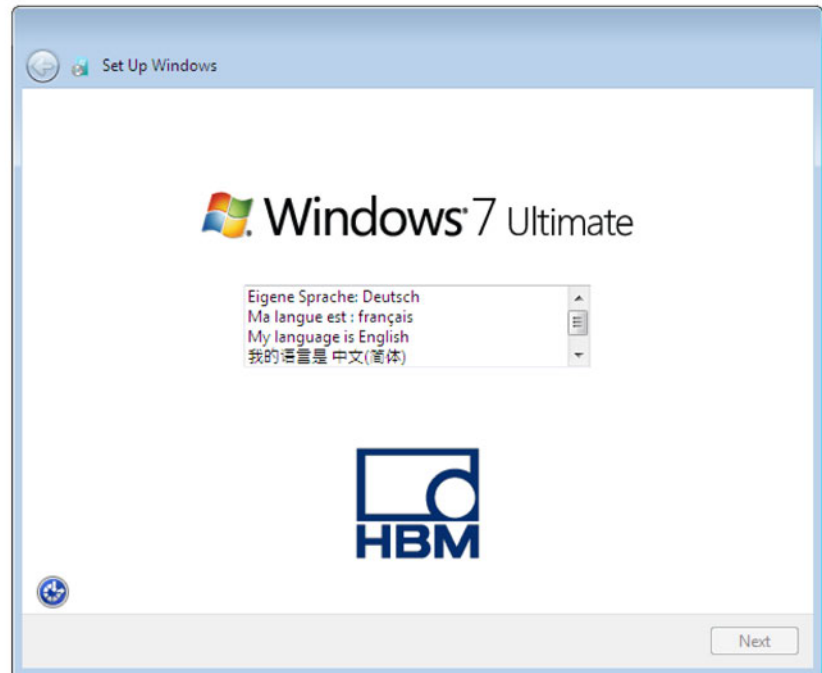 Set Up Windows
Windows 7 Ultimate
Eigene Sprache: Deutsch
Ma langue est : français
My language is English
我的语言是 中文(简体)
HBM
Next